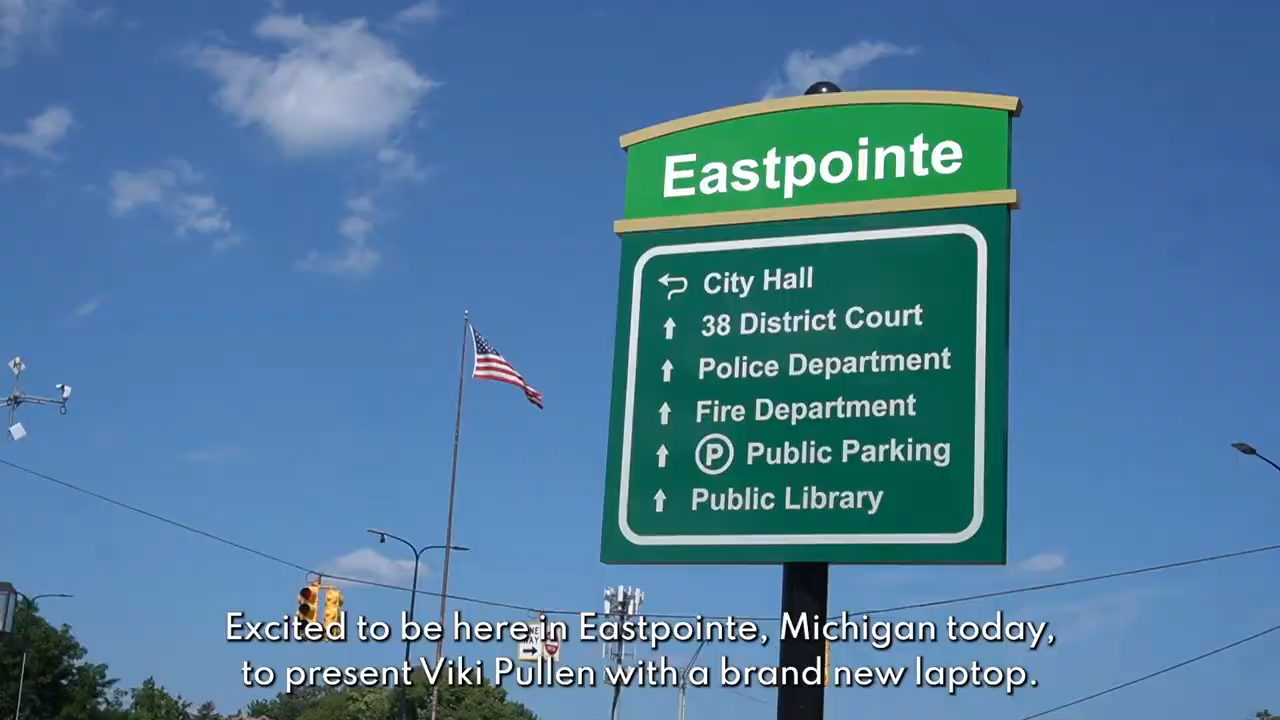 Eastpointe
City Hall
38 District Court
Police Department
Fire Department
P Public Parking
Public Library
Excited to be here in Eastpointe, Michigan today,
to present Viki Pullen with a brand new laptop.